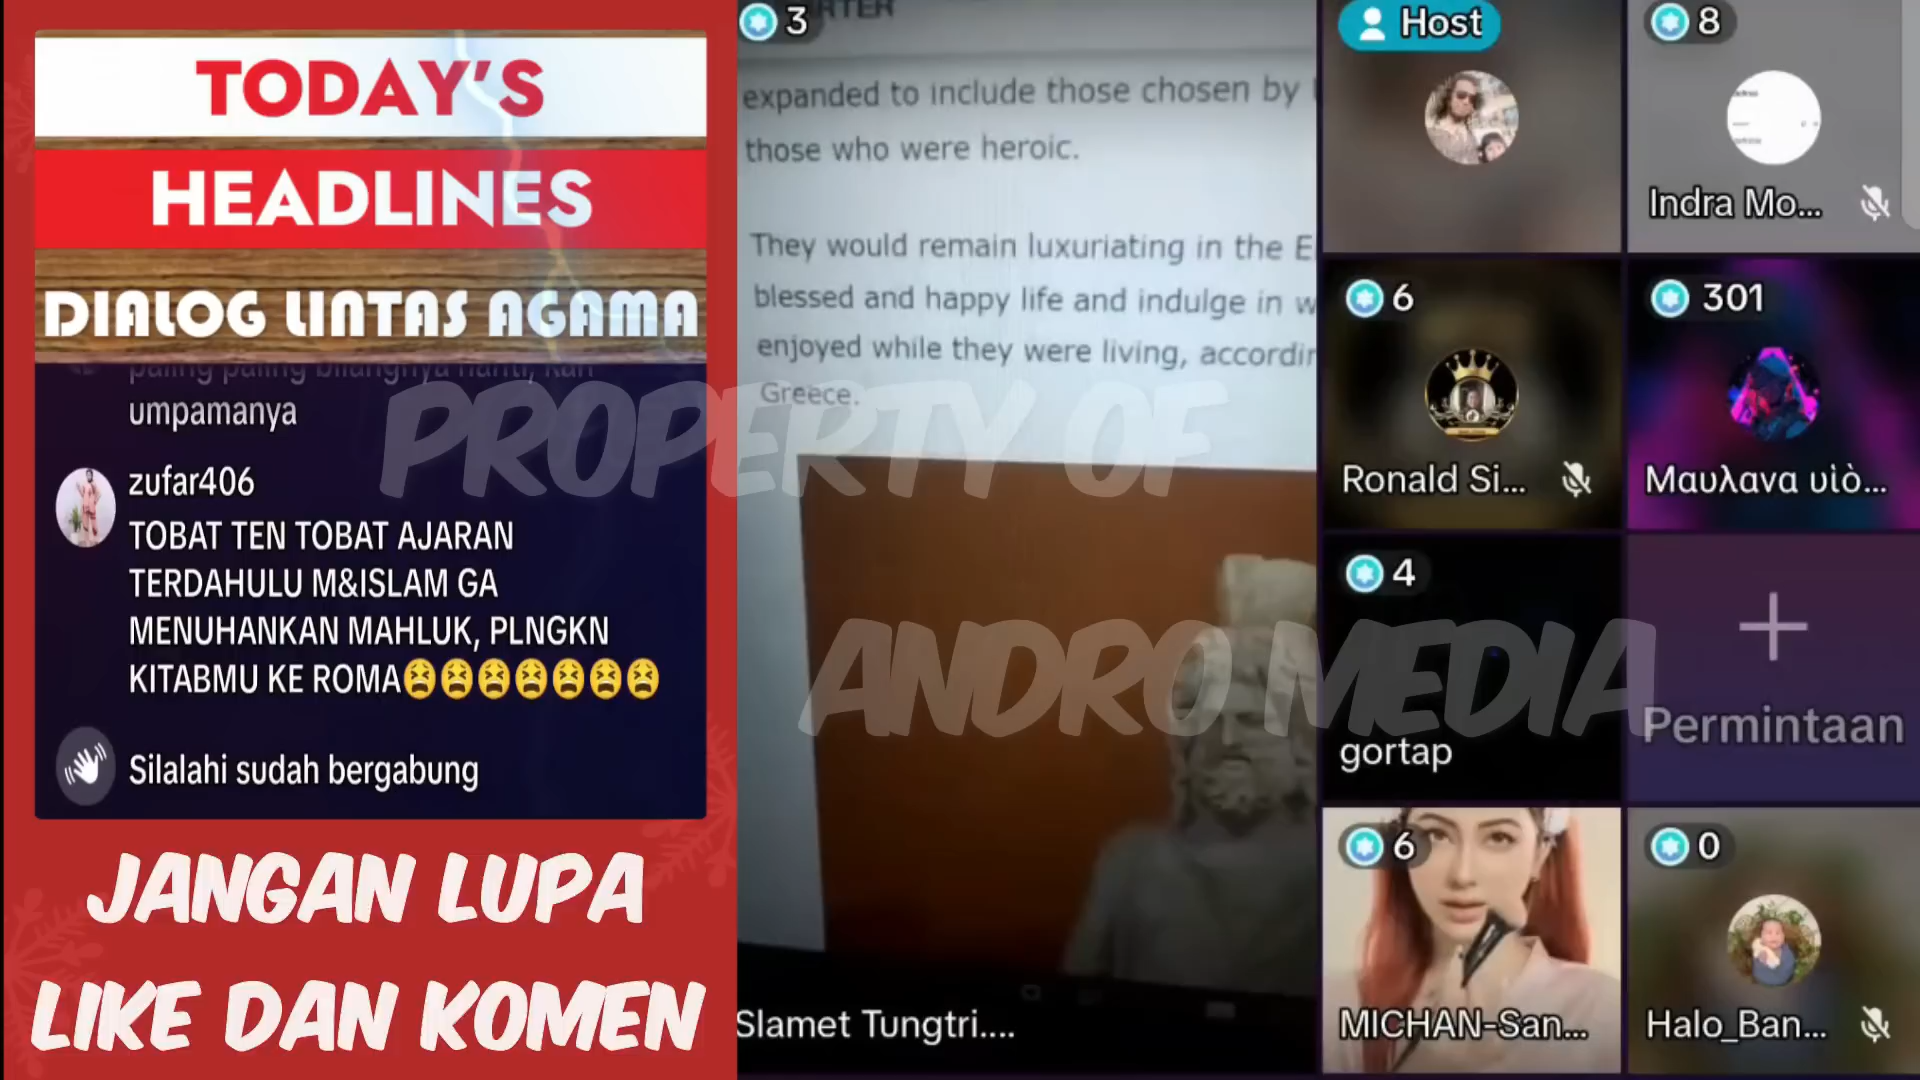 TODAY'S
HEADLINES
DIALOG LINTAS AGAMA
umpamanya
zufar406
TOBAT TEN TOBAT AJARAN
TERDAHULU M&ISLAM GA
MENUHANKAN MAHLUK, PLNGKN
KITABMU KE ROMA😫😫😫😫😫😫😫
Silalahi sudah bergabung
JANGAN LUPA
LIKE DAN KOMEN
3
expanded to include those chosen by
those who were heroic.
They would remain luxuriating in the
blessed and happy life and indulge in
enjoyed while they were living,
Greece.
Slamet Tungtri....
PROPERTY OF
ANDRO MEDIA
Host
8
Indra Mo...
6
Ronald Si...
301
Μαυλανα υἱὸ...
4
gortap
Permintaan
6
MICHAN-San...
0
Halo_Ban...